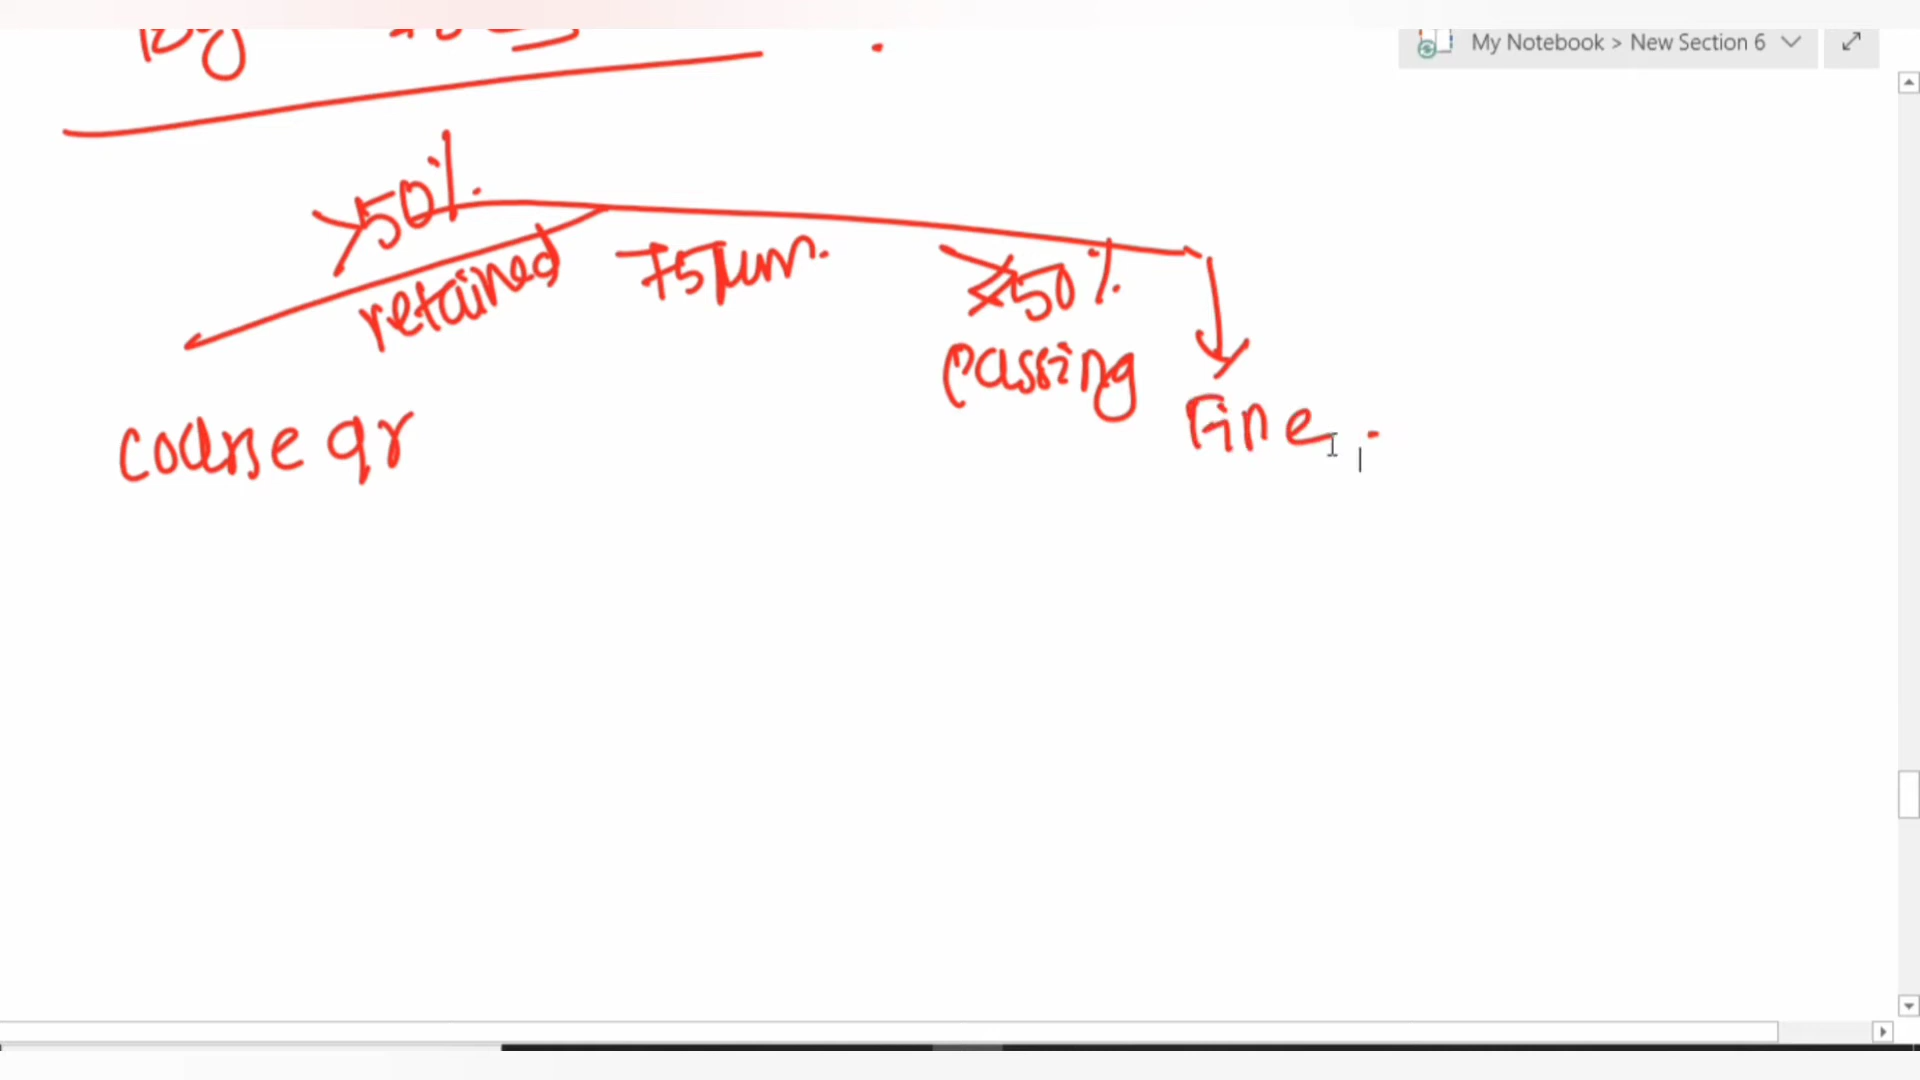 My Notebook > New Section 6
>50%
retained
75μm.
>50%
passing
coarse gr
Fine.